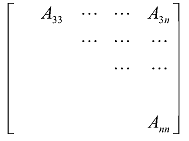 A₃₃ ⋯ ⋯ A₃ₙ
⋯ ⋯ ⋯
⋯ ⋯
Aₙₙ